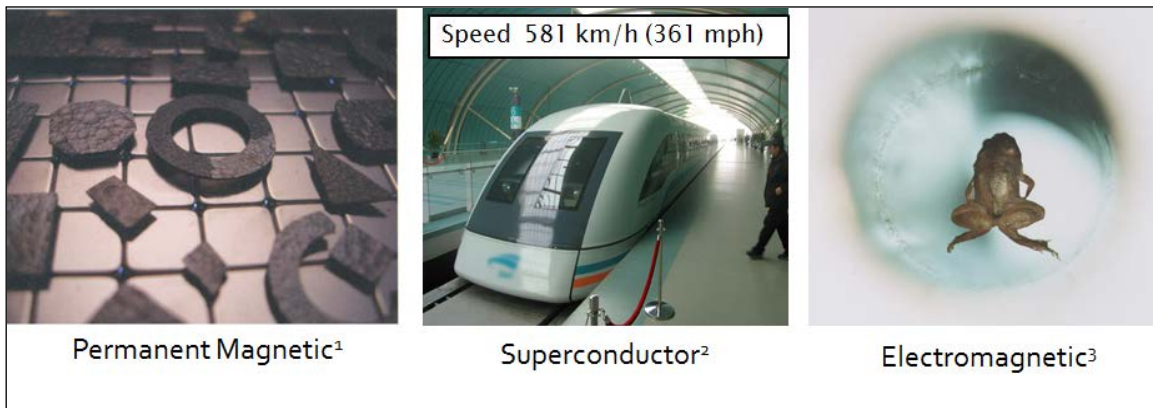 Speed 581 km/h (361 mph)
Permanent Magnetic¹
Superconductor²
Electromagnetic³